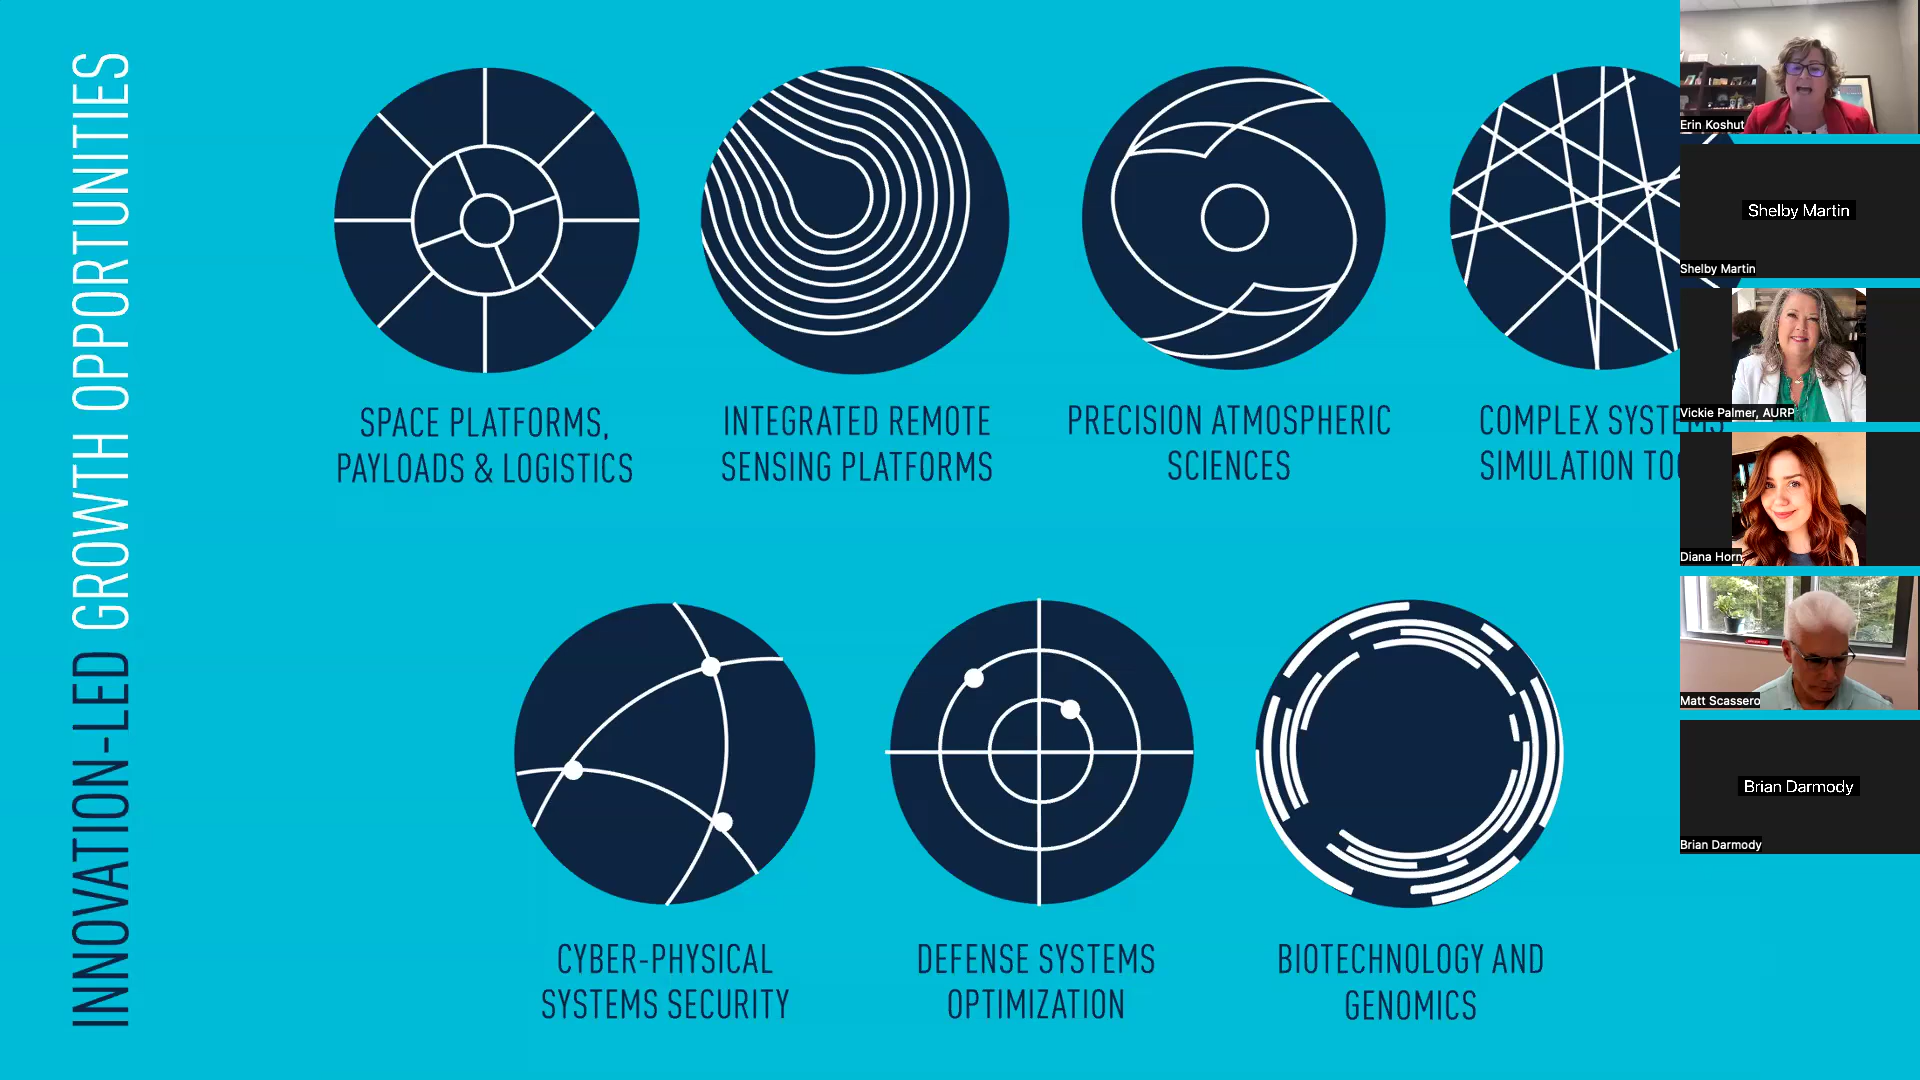 INNOVATION-LED GROWTH OPPORTUNITIES
SPACE PLATFORMS,
PAYLOADS & LOGISTICS
INTEGRATED REMOTE
SENSING PLATFORMS
PRECISION ATMOSPHERIC
SCIENCES
COMPLEX SYSTEMS
SIMULATION
CYBER-PHYSICAL
SYSTEMS SECURITY
DEFENSE SYSTEMS
OPTIMIZATION
BIOTECHNOLOGY AND
GENOMICS
Erin Koshut
Shelby Martin
Shelby Martin
Vickie Palmer, AURP
Diana Horn
Matt Scassero
Brian Darmody
Brian Darmody